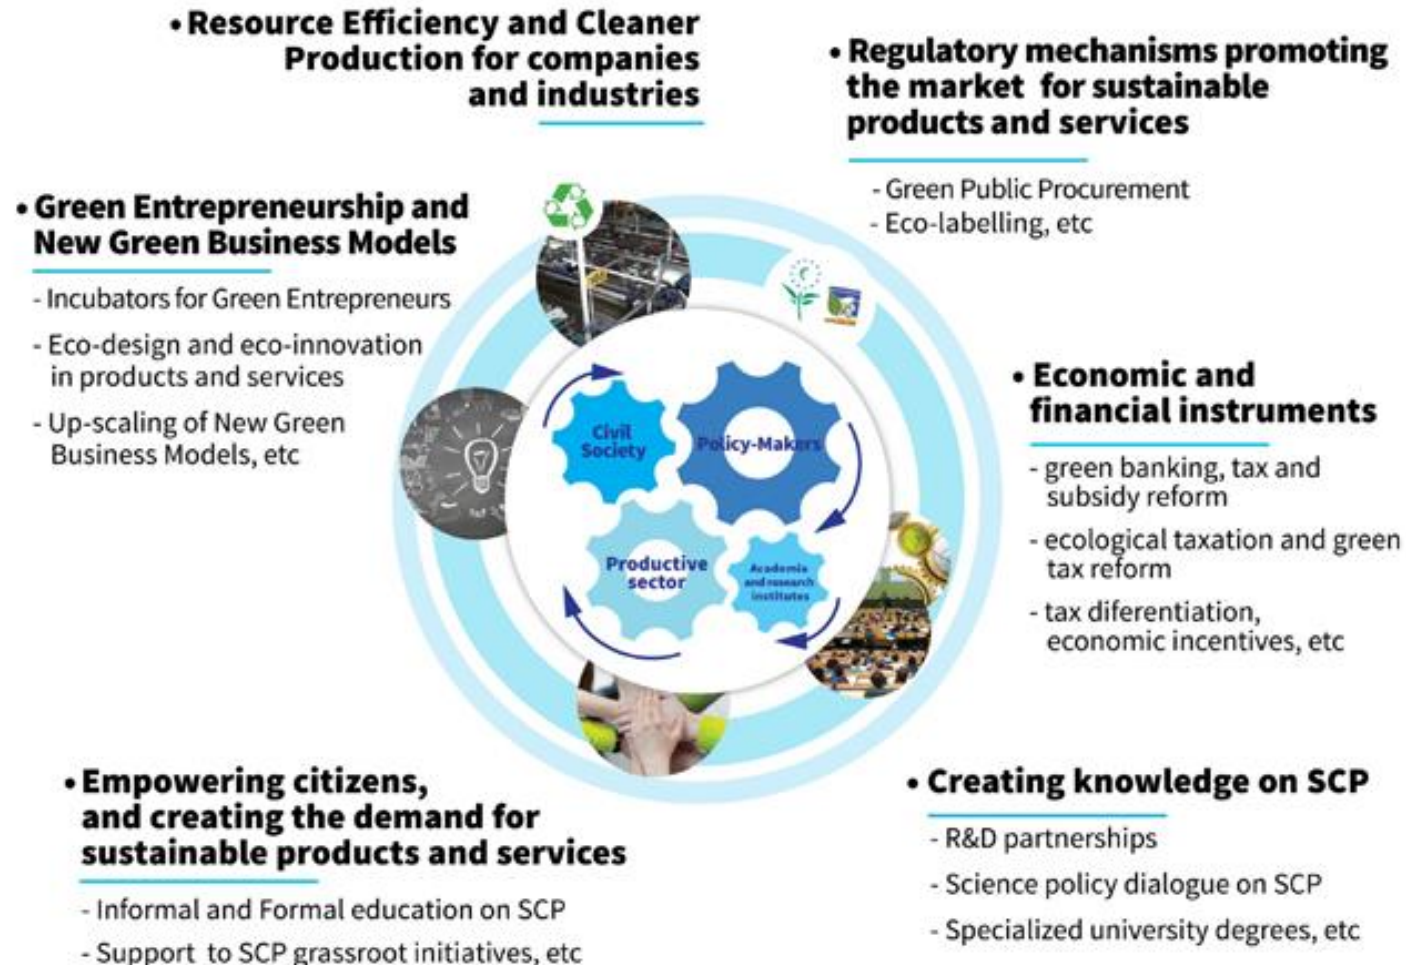 • Resource Efficiency and Cleaner
Production for companies
and industries
• Regulatory mechanisms promoting
the market for sustainable
products and services
- Green Public Procurement
- Eco-labelling, etc
• Green Entrepreneurship and
New Green Business Models
- Incubators for Green Entrepreneurs
- Eco-design and eco-innovation
in products and services
- Up-scaling of New Green
Business Models, etc
• Economic and
financial instruments
- green banking, tax and
subsidy reform
- ecological taxation and green
tax reform
- tax diferentiation,
economic incentives, etc
Civil
Society
Policy-Makers
Productive
sector
Academia
and research
institutes
• Empowering citizens,
and creating the demand for
sustainable products and services
- Informal and Formal education on SCP
- Support to SCP grassroot initiatives, etc
• Creating knowledge on SCP
- R&D partnerships
- Science policy dialogue on SCP
- Specialized university degrees, etc